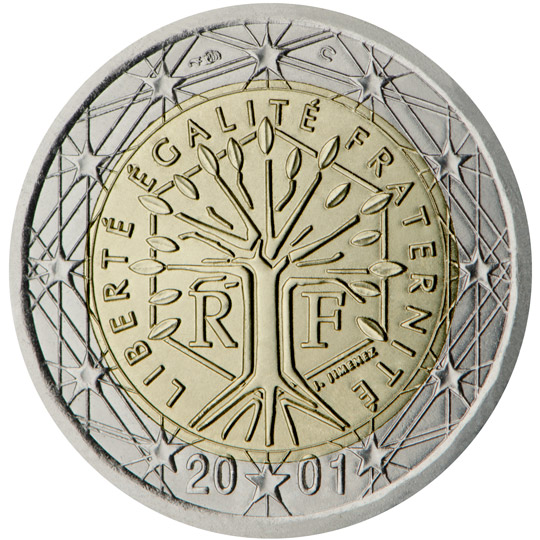 LIBERTÉ ÉGALITÉ FRATERNITÉ
R F
J. JIMENEZ
20 01